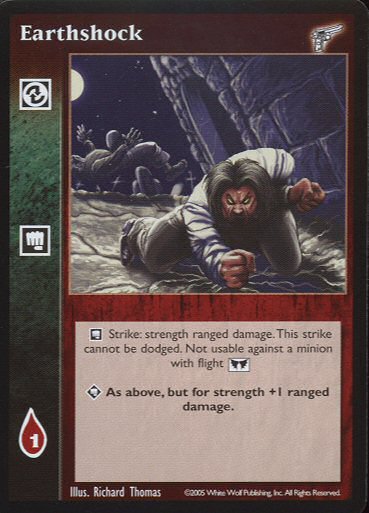 Earthshock
Strike: strength ranged damage. This strike
cannot be dodged. Not usable against a minion
with flight
As above, but for strength +1 ranged
damage.
1
Illus. Richard Thomas
©2005 White Wolf Publishing, Inc. All Rights Reserved.